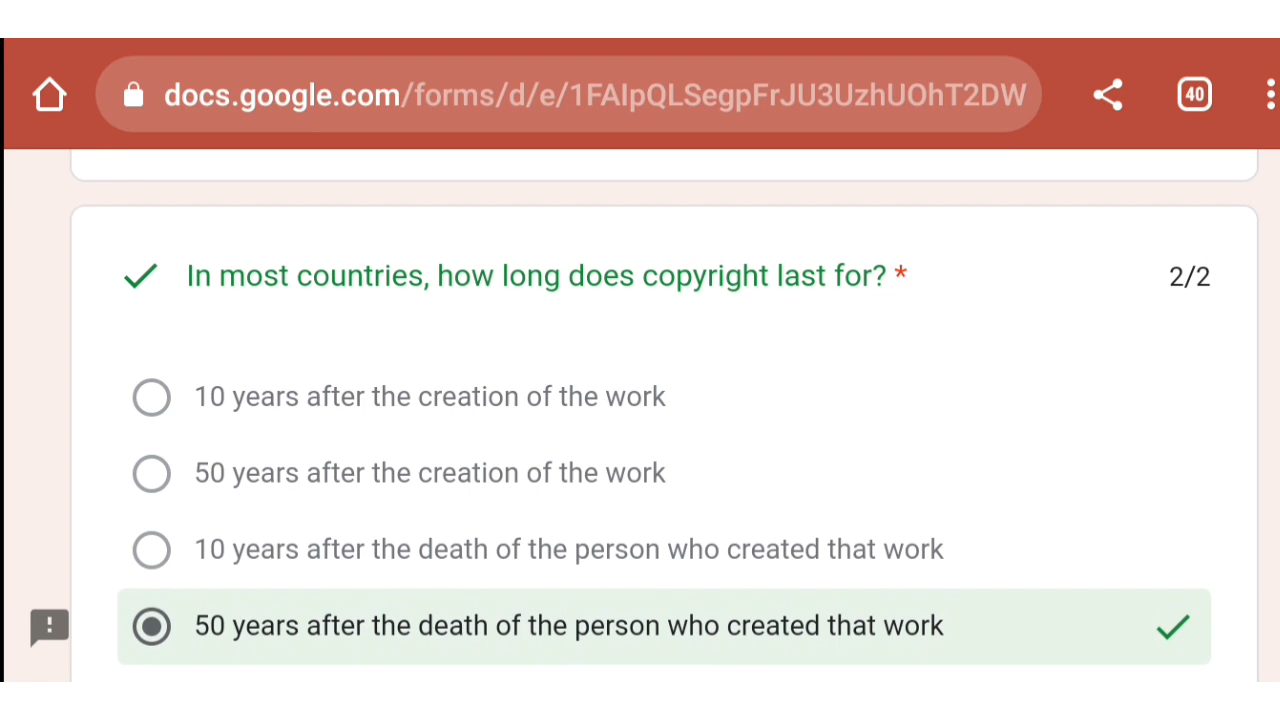 docs.google.com/forms/d/e/1FAIpQLSegpFrJU3UzhUOhT2DW
40
In most countries, how long does copyright last for? *
2/2
10 years after the creation of the work
50 years after the creation of the work
10 years after the death of the person who created that work
50 years after the death of the person who created that work